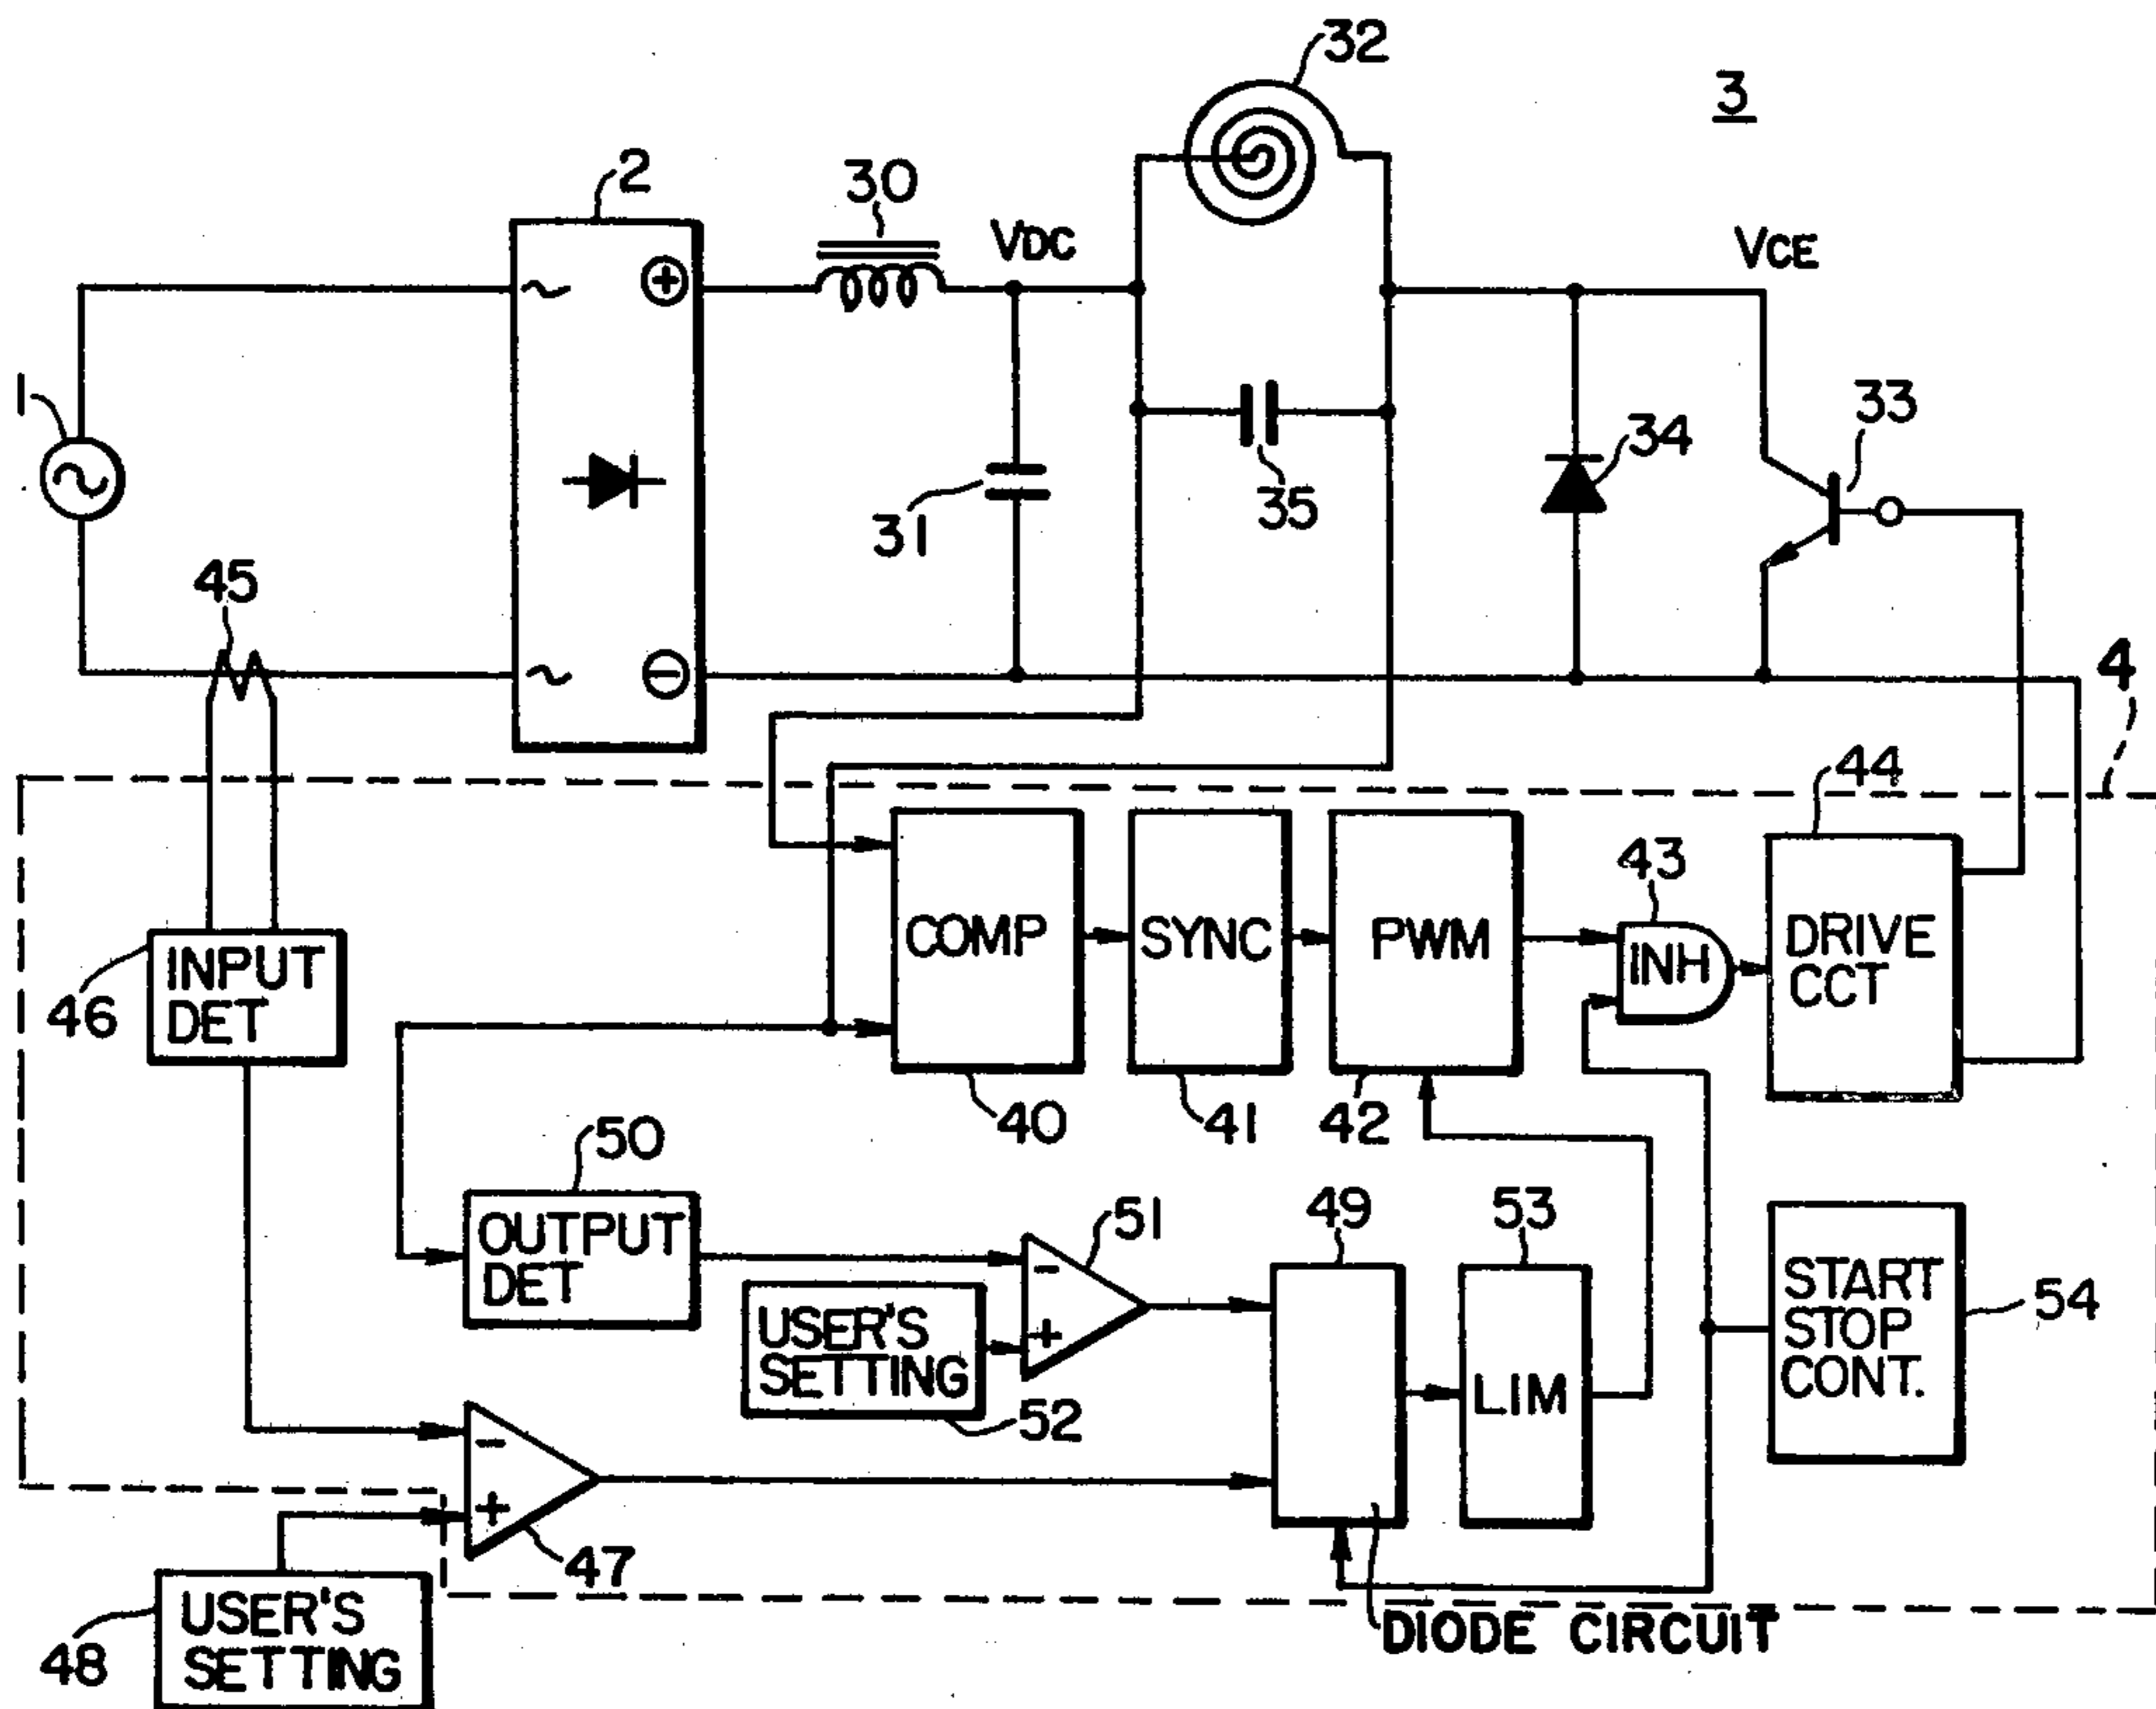 32
3
2
30
VDC
VCE
1
33
34
31
35
45
4
44
43
COMP
SYNC
PWM
INH
DRIVE
CCT
INPUT
DET
46
40
41
42
50
51
49
53
OUTPUT
DET
-
USER'S
SETTING
+
LIM
START
STOP
CONT.
54
52
-
+
47
USER'S
SETTING
48
DIODE CIRCUIT